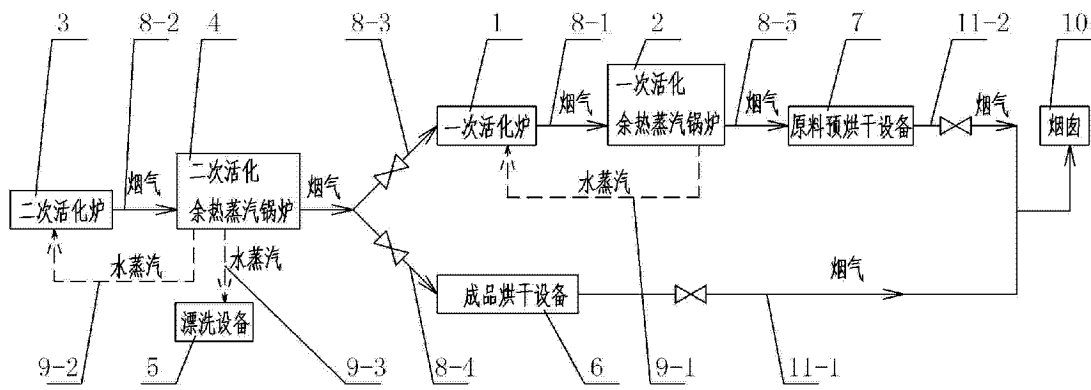 3
8-2
4
8-3
1
8-1
2
8-5
7
11-2
10
一次活化
余热蒸汽锅炉
烟气
烟气
烟气
一次活化炉
原料预烘干设备
烟囱
二次活化
余热蒸汽锅炉
烟气
烟气
二次活化炉
水蒸汽
水蒸汽
水蒸汽
烟气
成品烘干设备
漂洗设备
9-2
5
9-3
8-4
6
9-1
11-1